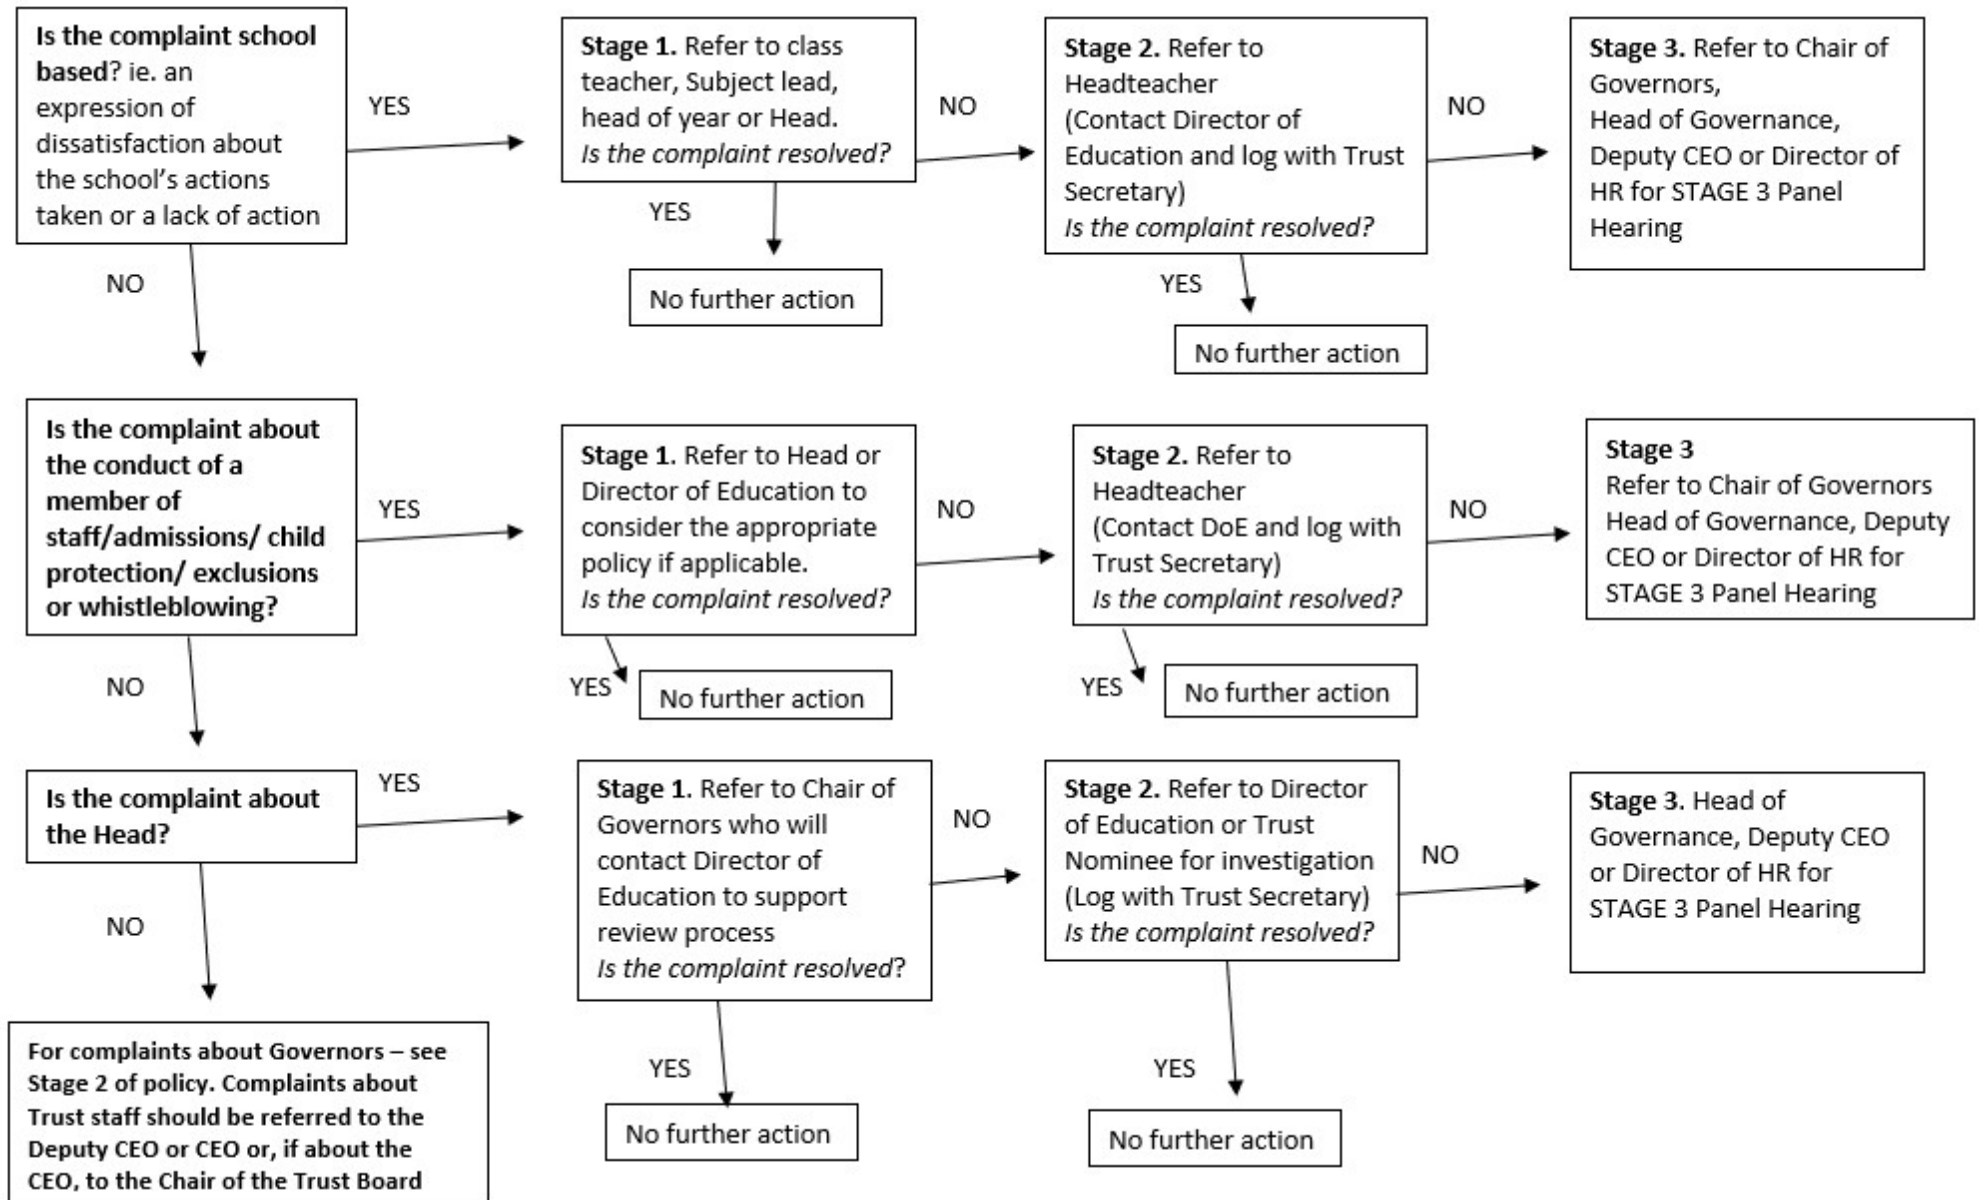 Is the complaint school
based? ie. an
expression of
dissatisfaction about
the school’s actions
taken or a lack of action
YES
Stage 1. Refer to class
teacher, Subject lead,
head of year or Head.
Is the complaint resolved?
NO
Stage 2. Refer to
Headteacher
(Contact Director of
Education and log with Trust
Secretary)
Is the complaint resolved?
NO
Stage 3. Refer to Chair of
Governors,
Head of Governance,
Deputy CEO or Director of
HR for STAGE 3 Panel
Hearing
YES
No further action
YES
No further action
NO
Is the complaint about
the conduct of a
member of
staff/admissions/ child
protection/ exclusions
or whistleblowing?
YES
Stage 1. Refer to Head or
Director of Education to
consider the appropriate
policy if applicable.
Is the complaint resolved?
NO
Stage 2. Refer to
Headteacher
(Contact DoE and log with
Trust Secretary)
Is the complaint resolved?
NO
Stage 3
Refer to Chair of Governors
Head of Governance, Deputy
CEO or Director of HR for
STAGE 3 Panel Hearing
YES
No further action
YES
No further action
NO
Is the complaint about
the Head?
YES
Stage 1. Refer to Chair of
Governors who will
contact Director of
Education to support
review process
Is the complaint resolved?
NO
Stage 2. Refer to Director
of Education or Trust
Nominee for investigation
(Log with Trust Secretary)
Is the complaint resolved?
NO
Stage 3. Head of
Governance, Deputy CEO
or Director of HR for
STAGE 3 Panel Hearing
YES
No further action
YES
No further action
NO
For complaints about Governors – see
Stage 2 of policy. Complaints about
Trust staff should be referred to the
Deputy CEO or CEO or, if about the
CEO, to the Chair of the Trust Board